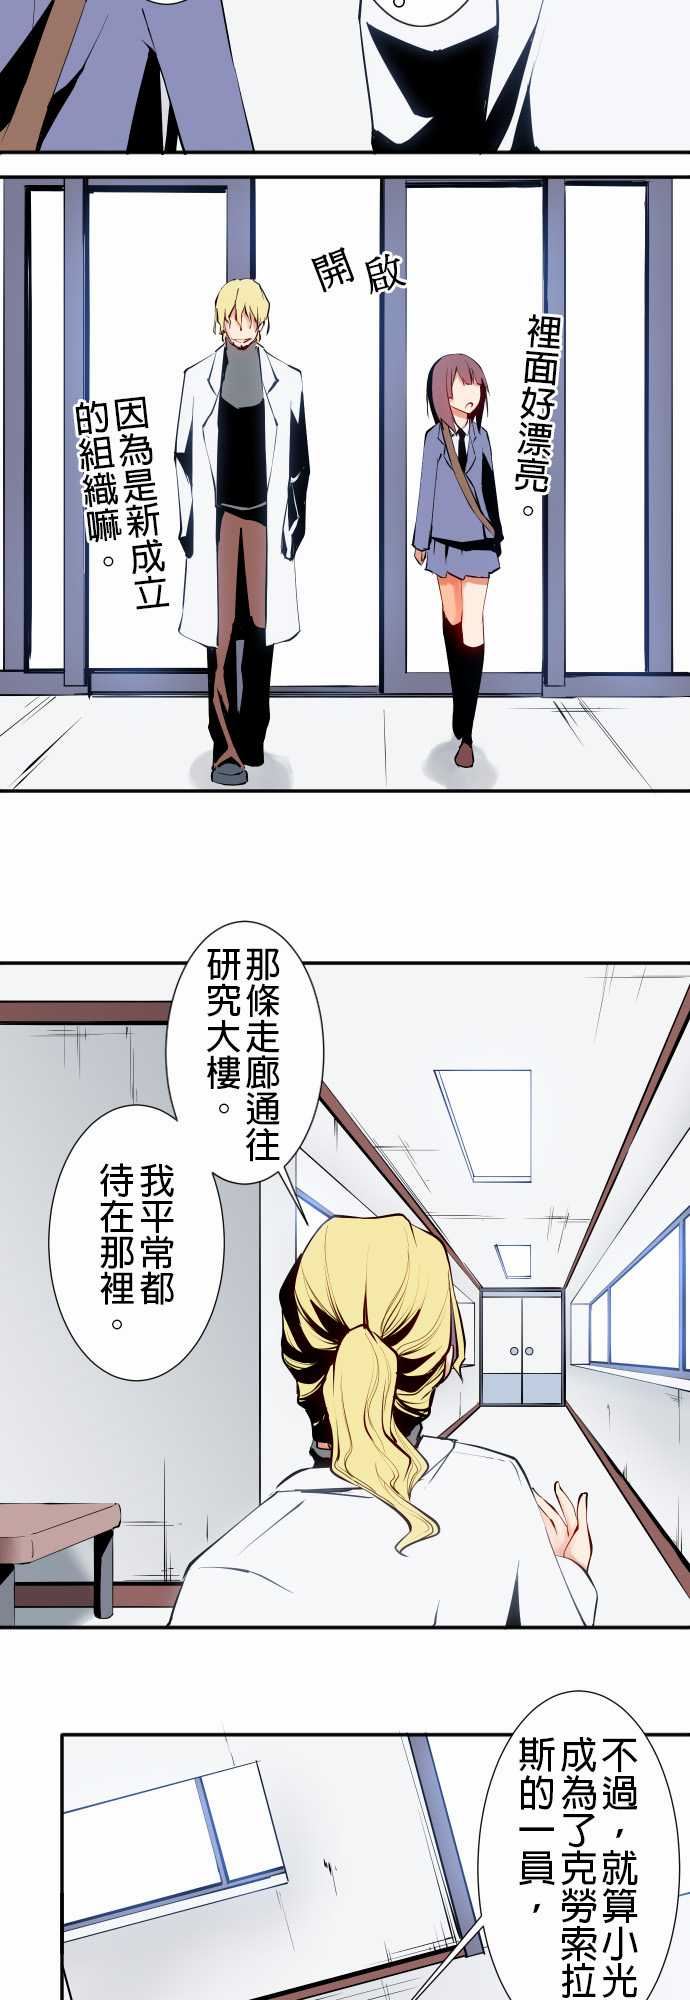 。
開啟
裡面好漂亮。
因為是新成立
的組織嘛。
那條走廊通往
研究大樓。
我平常都
待在那裡。
不過，就算小光
成為了克勞索拉
斯的一員，